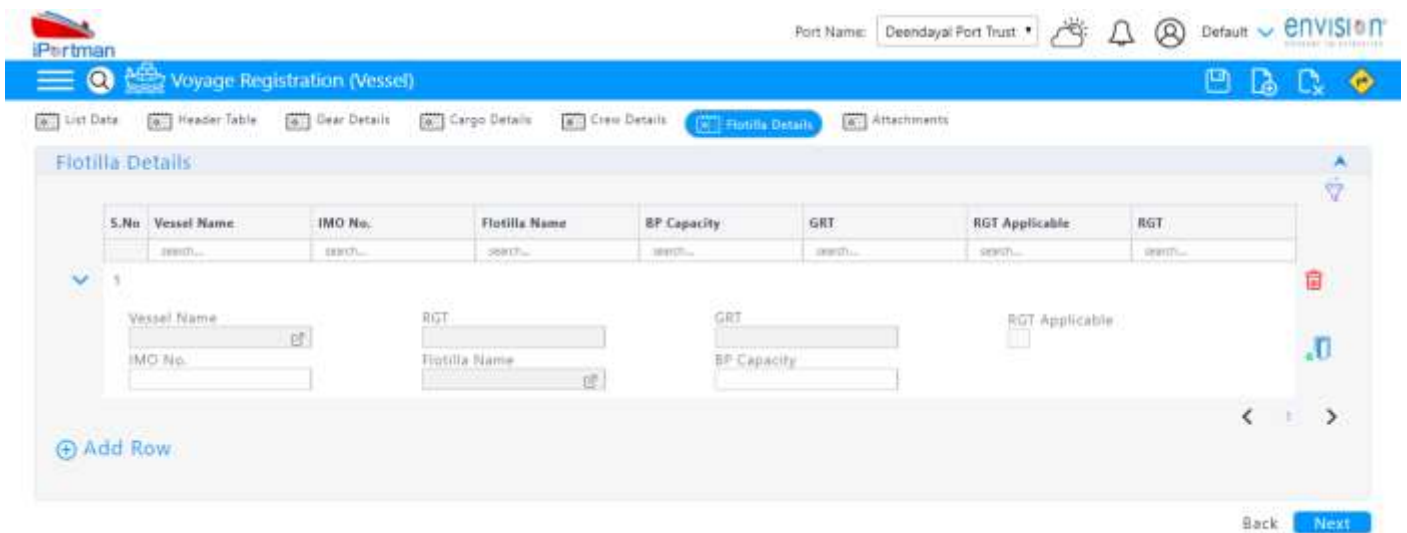 iPortman
Port Name: Deendayal Port Trust Default envision
Voyage Registration (Vessel)
List Data Header Table Gear Details Cargo Details Crew Details Flotilla Details Attachments
Flotilla Details
S.No Vessel Name IMO No. Flotilla Name BP Capacity GRT RGT Applicable RGT
search... search... search... search... search... search... search...
1
Vessel Name RGT GRT RGT Applicable
IMO No. Flotilla Name BP Capacity
1
Add Row
Back Next